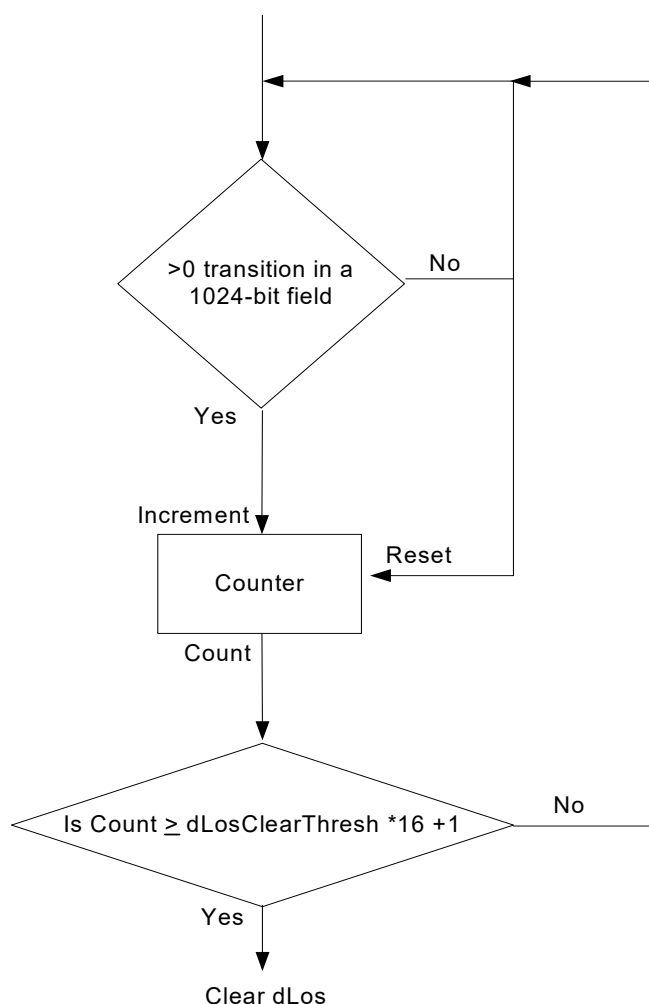 >0 transition in a
1024-bit field
No
Yes
Increment
Reset
Counter
Count
Is Count ≥ dLosClearThresh *16 +1
No
Yes
Clear dLos